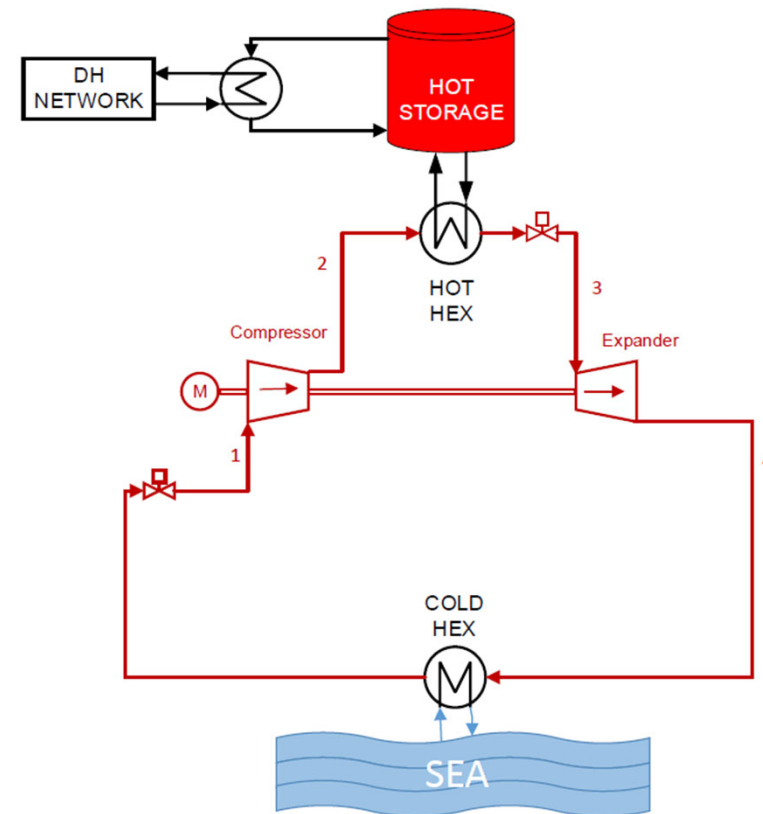 DH
NETWORK
HOT
STORAGE
2
HOT
HEX
3
Compressor
Expander
M
1
COLD
HEX
SEA